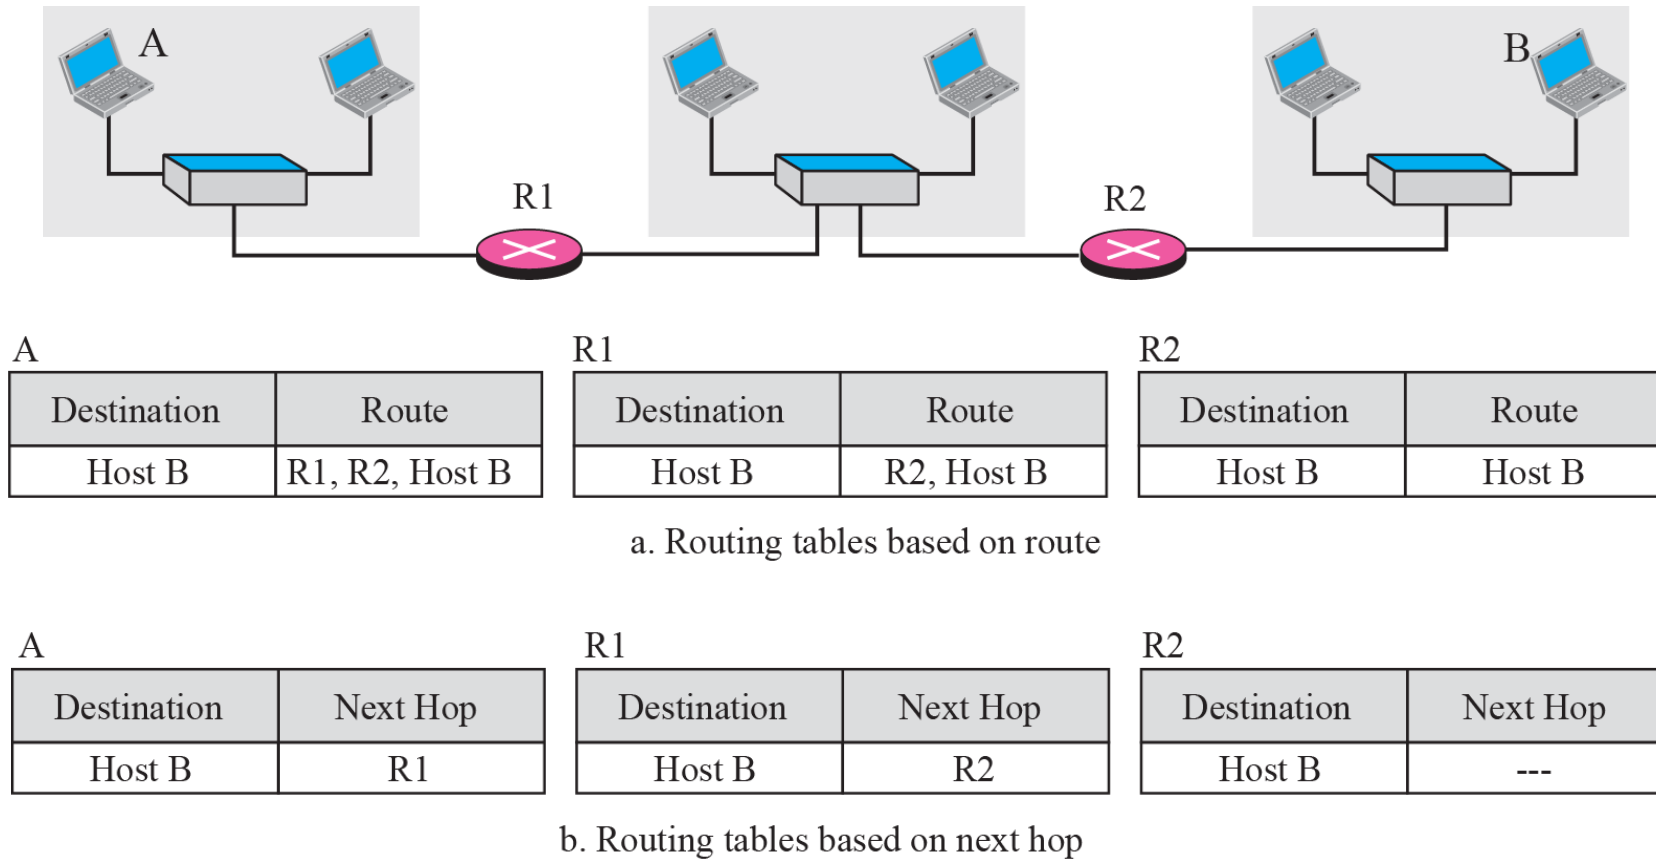 A
B
R1
R2
A
R1
R2
Destination Route
Destination Route
Destination Route
Host B R1, R2, Host B
Host B R2, Host B
Host B Host B
a. Routing tables based on route
A
R1
R2
Destination Next Hop
Destination Next Hop
Destination Next Hop
Host B R1
Host B R2
Host B ---
b. Routing tables based on next hop